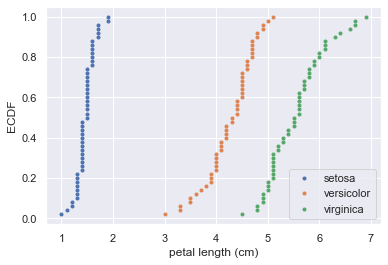 1.0
0.8
0.6
0.4
0.2
0.0
ECDF
1 2 3 4 5 6 7
petal length (cm)
setosa
versicolor
virginica